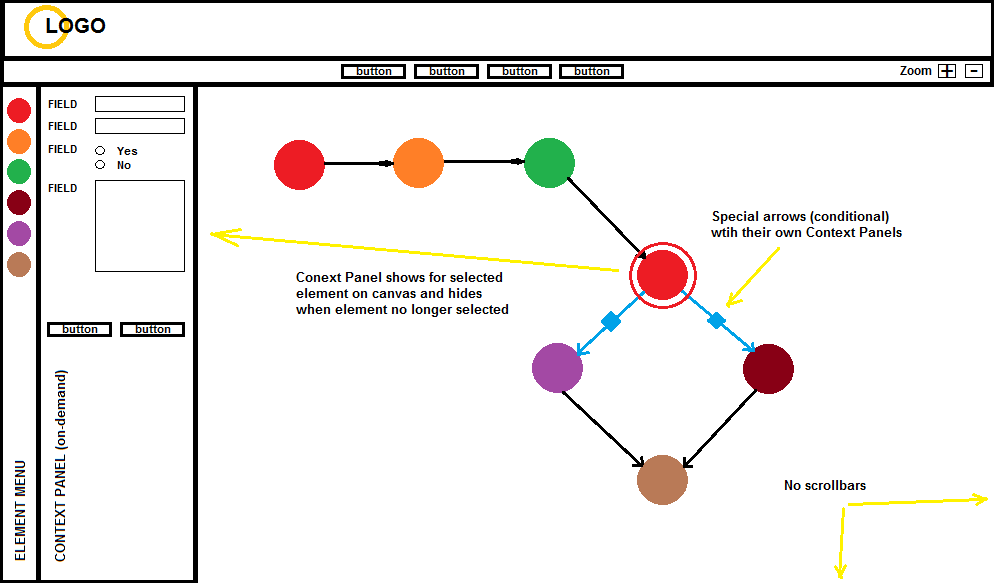 LOGO
button
button
button
button
Zoom + -
FIELD
FIELD
FIELD
Yes
No
FIELD
button
button
ELEMENT MENU
CONTEXT PANEL (on-demand)
Special arrows (conditional)
wtih their own Context Panels
Conext Panel shows for selected
element on canvas and hides
when element no longer selected
No scrollbars